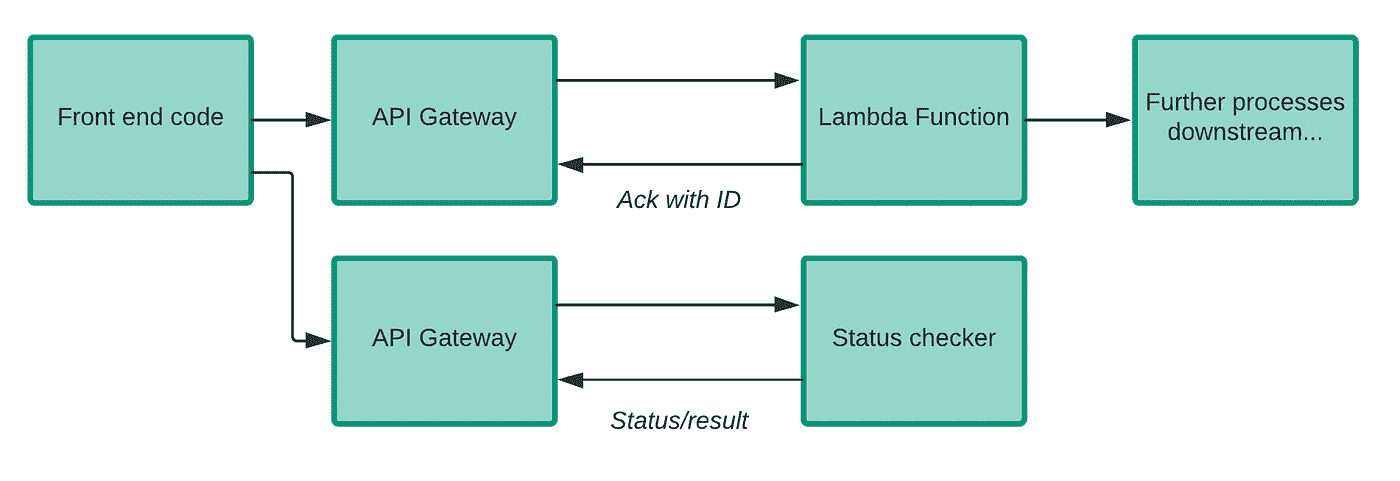 Front end code
API Gateway
Lambda Function
Further processes
downstream...
Ack with ID
API Gateway
Status checker
Status/result